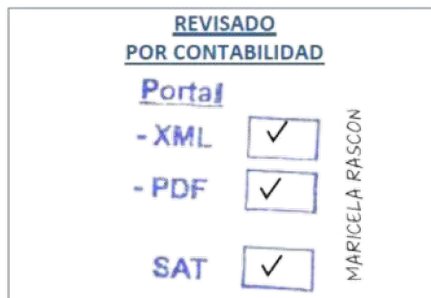 REVISADO
POR CONTABILIDAD
Portal
- XML ✓
- PDF ✓
SAT ✓
MARICELA RASCON